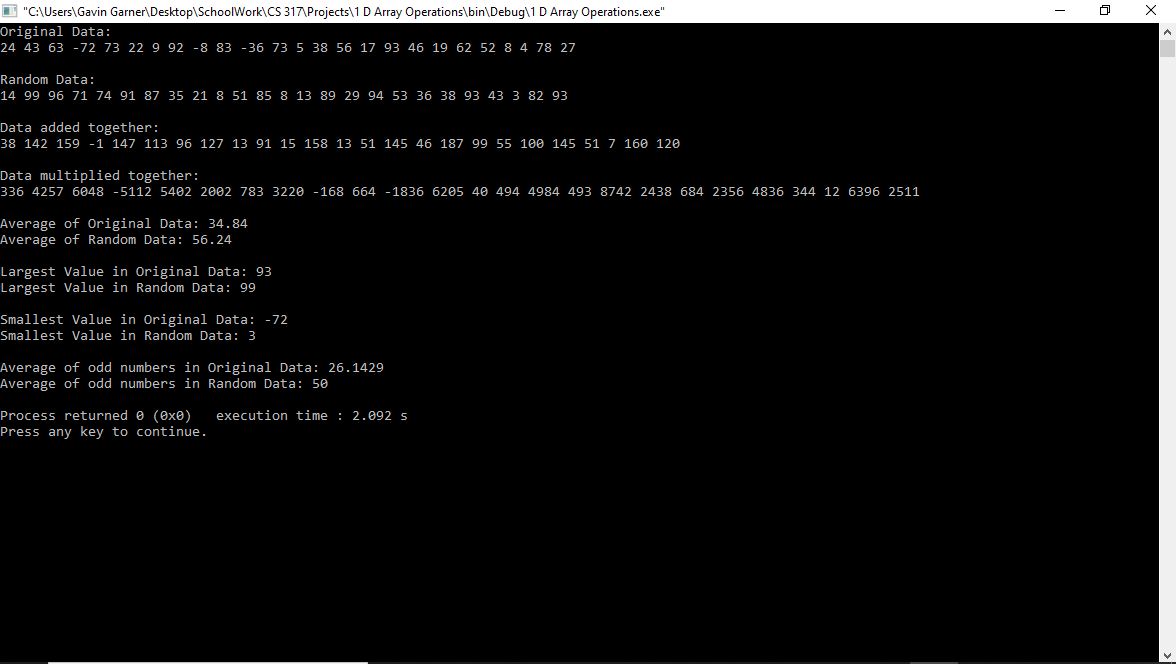 "C:\Users\Gavin Garner\Desktop\SchoolWork\CS 317\Projects\1 D Array Operations\bin\Debug\1 D Array Operations.exe"
Original Data:
24 43 63 -72 73 22 9 92 -8 83 -36 73 5 38 56 17 93 46 19 62 52 8 4 78 27
Random Data:
14 99 96 71 74 91 87 35 21 8 51 85 8 13 89 29 94 53 36 38 93 43 3 82 93
Data added together:
38 142 159 -1 147 113 96 127 13 91 15 158 13 51 145 46 187 99 55 100 145 51 7 160 120
Data multiplied together:
336 4257 6048 -5112 5402 2002 783 3220 -168 664 -1836 6205 40 494 4984 493 8742 2438 684 2356 4836 344 12 6396 2511
Average of Original Data: 34.84
Average of Random Data: 56.24
Largest Value in Original Data: 93
Largest Value in Random Data: 99
Smallest Value in Original Data: -72
Smallest Value in Random Data: 3
Average of odd numbers in Original Data: 26.1429
Average of odd numbers in Random Data: 50
Process returned 0 (0x0)   execution time : 2.092 s
Press any key to continue.